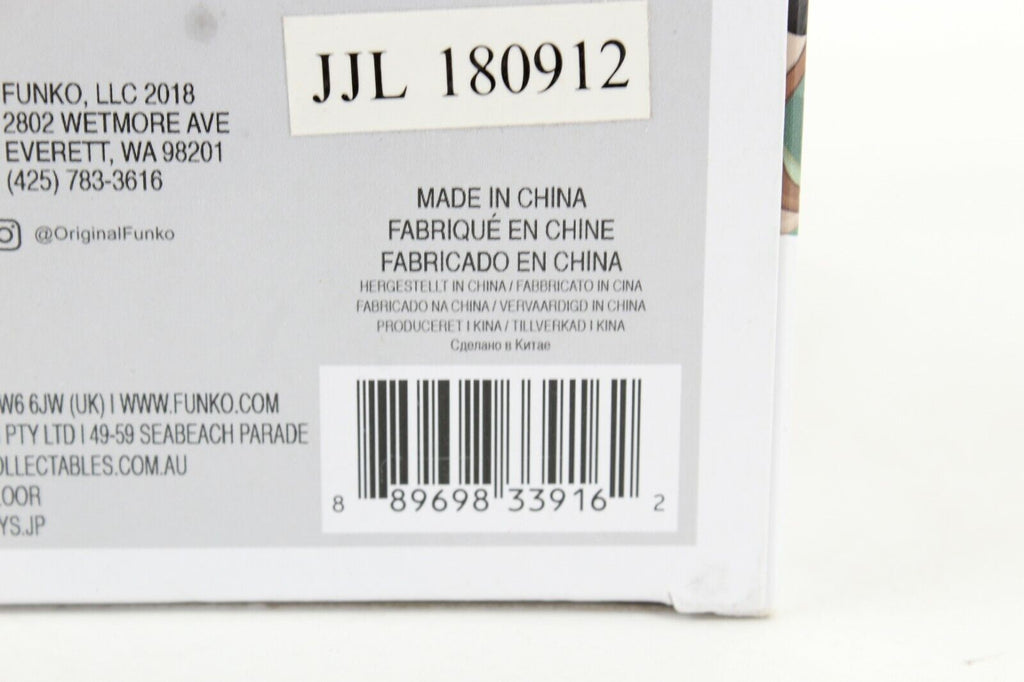 JJL 180912
FUNKO, LLC 2018
2802 WETMORE AVE
EVERETT, WA 98201
(425) 783-3616
@OriginalFunko
MADE IN CHINA
FABRIQUÉ EN CHINE
FABRICADO EN CHINA
HERGESTELLT IN CHINA / FABBRICATO IN CINA
FABRICADO NA CHINA / VERVAARDIGD IN CHINA
PRODUCERET I KINA / TILLVERKAD I KINA
Сделано в Китае
W6 6JW (UK) I WWW.FUNKO.COM
PTY LTD I 49-59 SEABEACH PARADE
OLLECTABLES.COM.AU
OOR
YS.JP
8 89698 33916 2